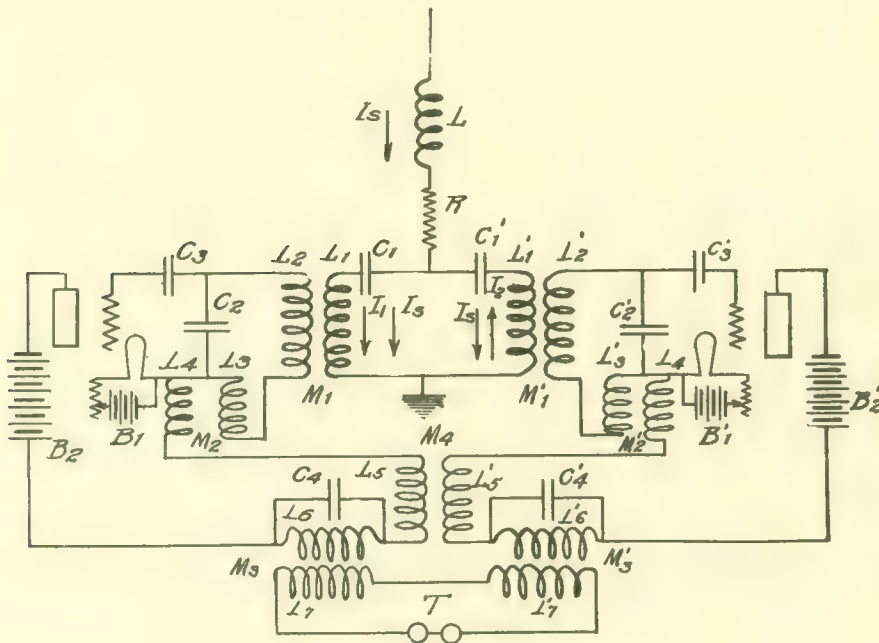 Is L
R
C3 L2 L1 C1 C1' L1' L2' C3'
C2 I1 I3 Is I2 C2'
L4 L3 L3' L4
M1 M1'
B2 B1 M2 M2' B1' B2'
M4
C4 L5 L5' C4'
L6 L6'
M3 M3'
L7 T L7'